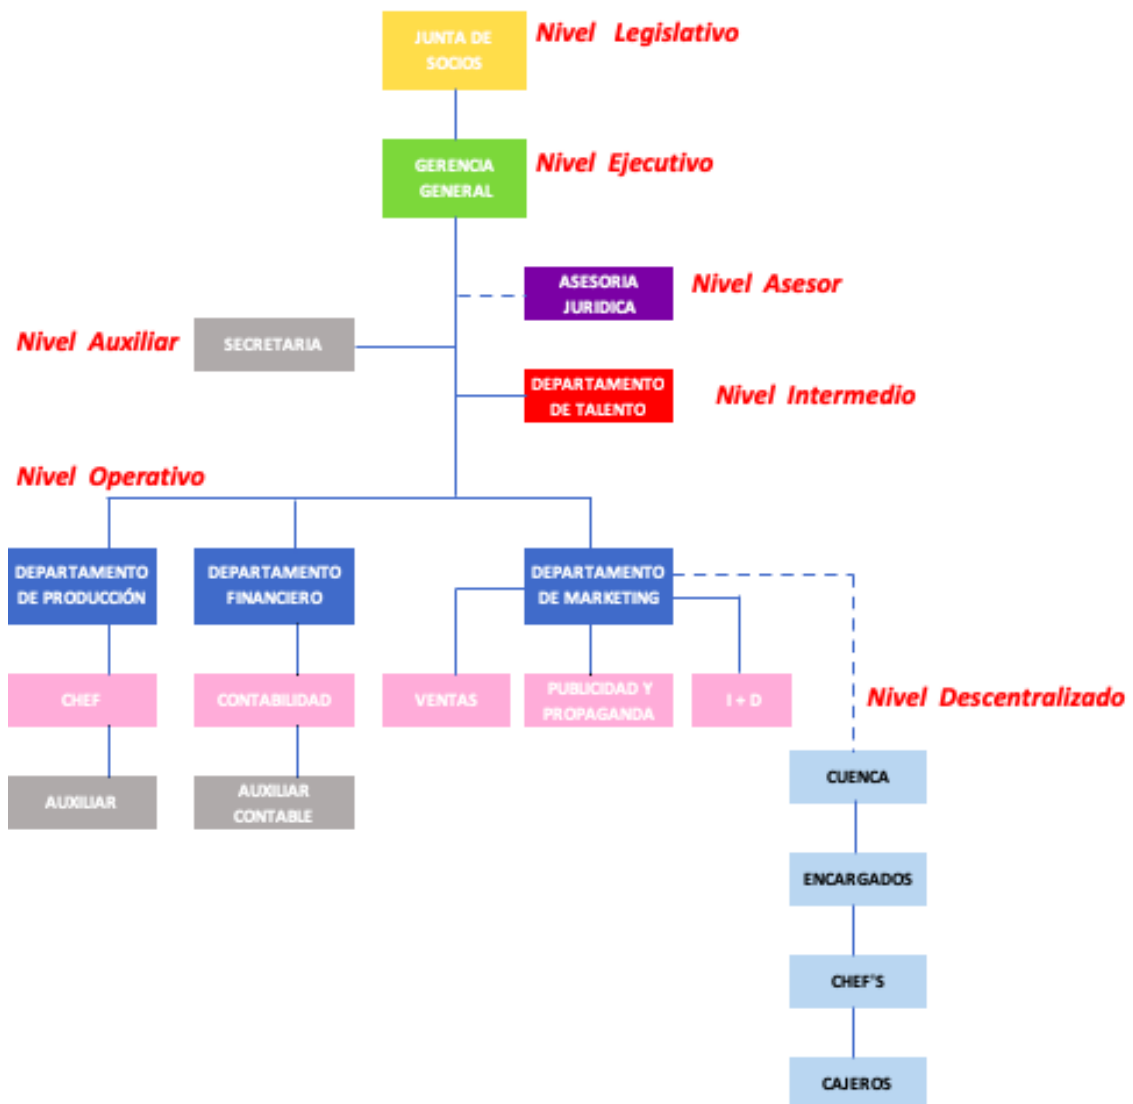 JUNTA DE
SOCIOS
Nivel Legislativo
GERENCIA
GENERAL
Nivel Ejecutivo
ASESORIA
JURIDICA
Nivel Asesor
Nivel Auxiliar
SECRETARIA
DEPARTAMENTO
DE TALENTO
Nivel Intermedio
Nivel Operativo
DEPARTAMENTO
DE PRODUCCIÓN
DEPARTAMENTO
FINANCIERO
DEPARTAMENTO
DE MARKETING
CHEF
CONTABILIDAD
VENTAS
PUBLICIDAD Y
PROPAGANDA
I + D
Nivel Descentralizado
AUXILIAR
AUXILIAR
CONTABLE
CUENCA
ENCARGADOS
CHEF'S
CAJEROS